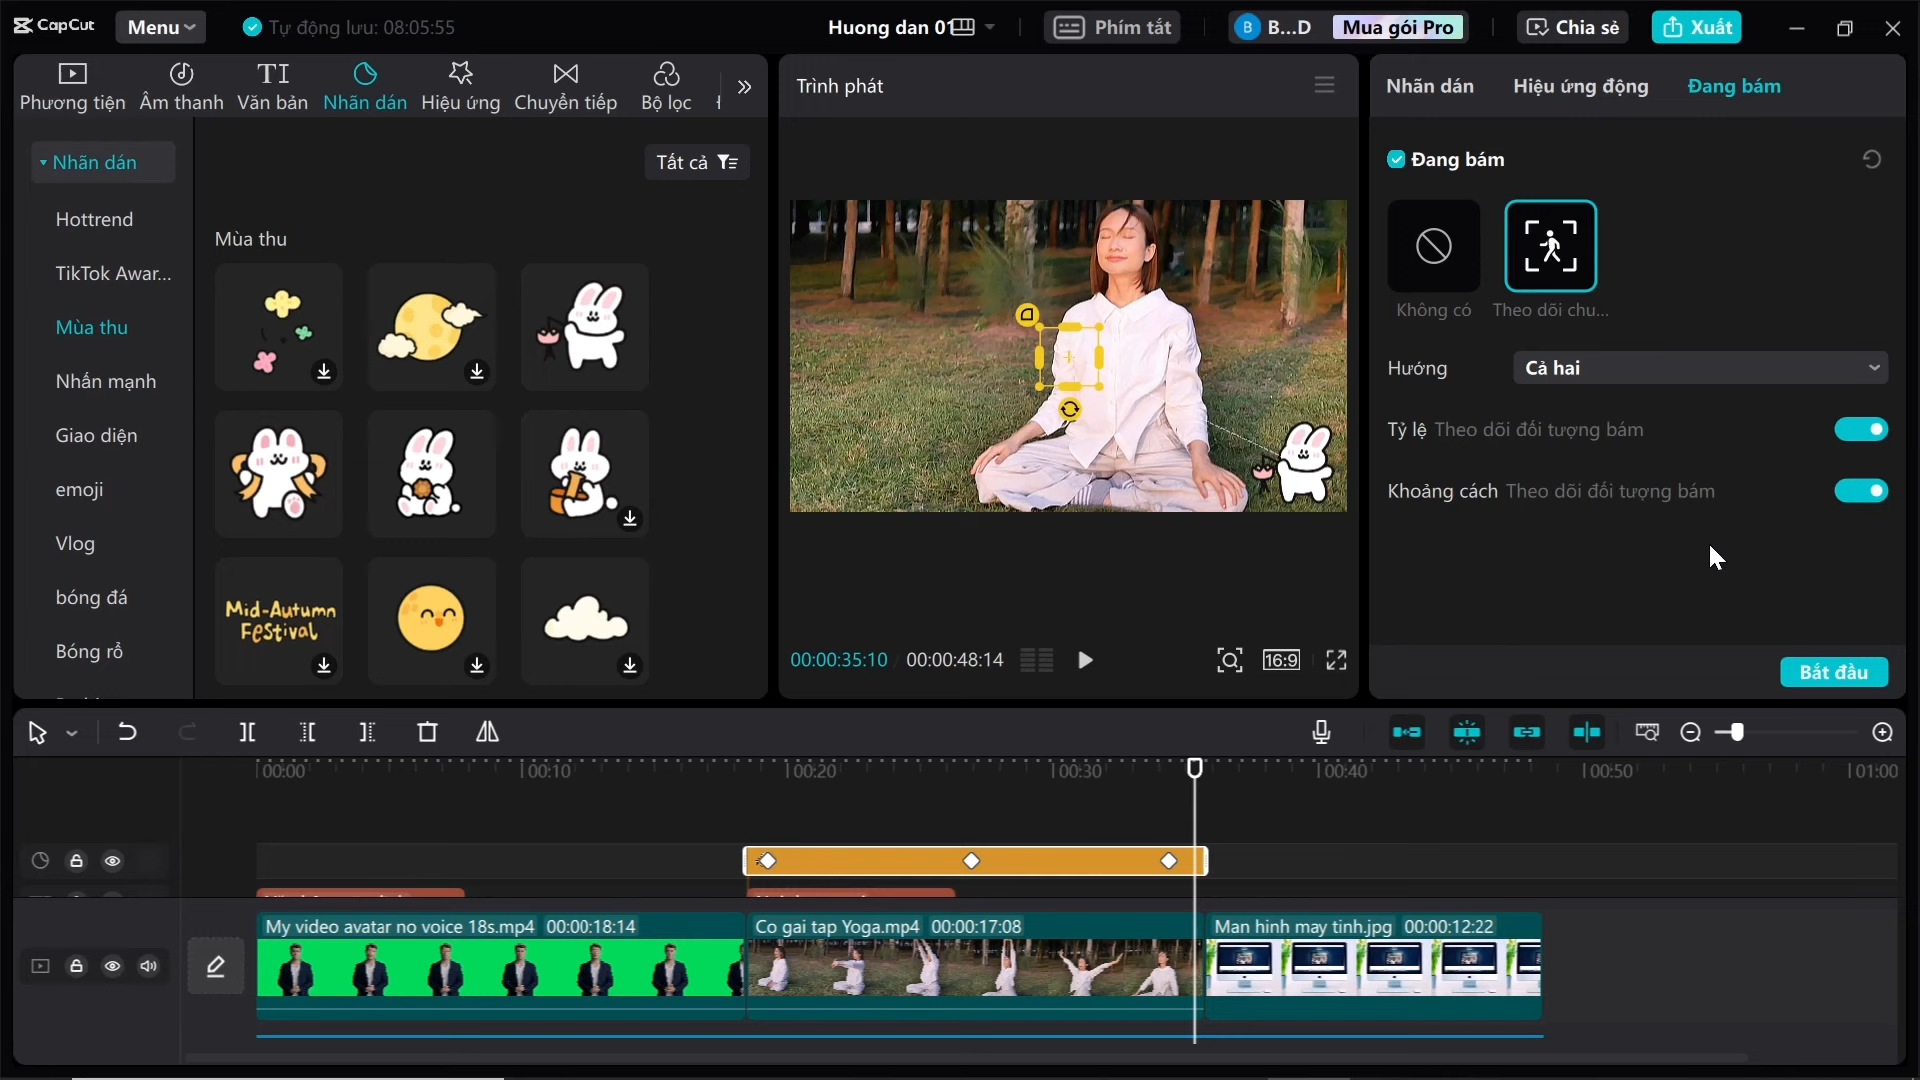 CapCut
Menu
Tự động lưu: 08:05:55
Huong dan 01
Phím tắt
B
B...D
Mua gói Pro
Chia sẻ
Xuất
Phương tiện
Âm thanh
Văn bản
Nhãn dán
Hiệu ứng
Chuyển tiếp
Bộ lọc
Nhãn dán
Tất cả
Hottrend
TikTok Awar...
Mùa thu
Nhấn mạnh
Giao diện
emoji
Vlog
bóng đá
Bóng rổ
Mùa thu
Mid-Autumn
Festival
Trình phát
00:00:35:10
00:00:48:14
16:9
Nhãn dán
Hiệu ứng động
Đang bám
Đang bám
Không có
Theo dõi chu...
Hướng
Cả hai
Tỷ lệ Theo dõi đối tượng bám
Khoảng cách Theo dõi đối tượng bám
Bắt đầu
00:00
00:10
00:20
00:30
00:40
00:50
01:00
My video avatar no voice 18s.mp4 00:00:18:14
Co gai tap Yoga.mp4 00:00:17:08
Man hinh may tinh.jpg 00:00:12:22